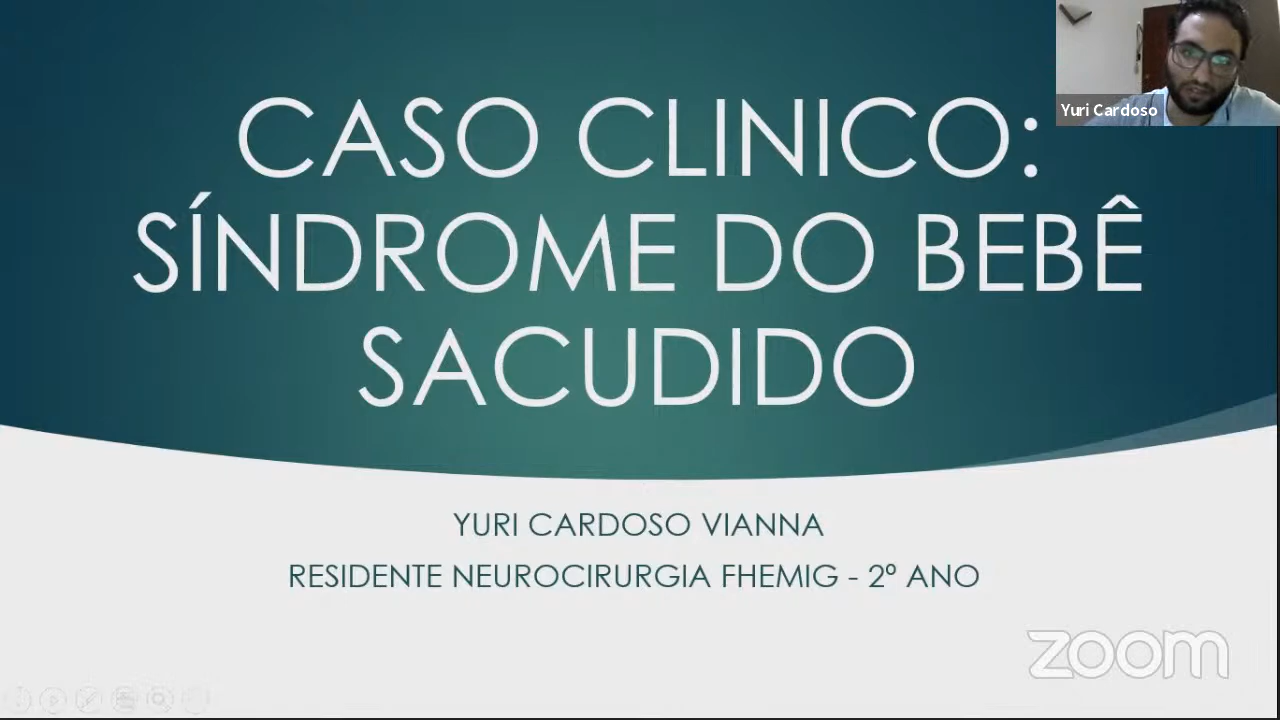 CASO CLINICO:
SÍNDROME DO BEBÊ
SACUDIDO
Yuri Cardoso
YURI CARDOSO VIANNA
RESIDENTE NEUROCIRURGIA FHEMIG - 2º ANO
zoom